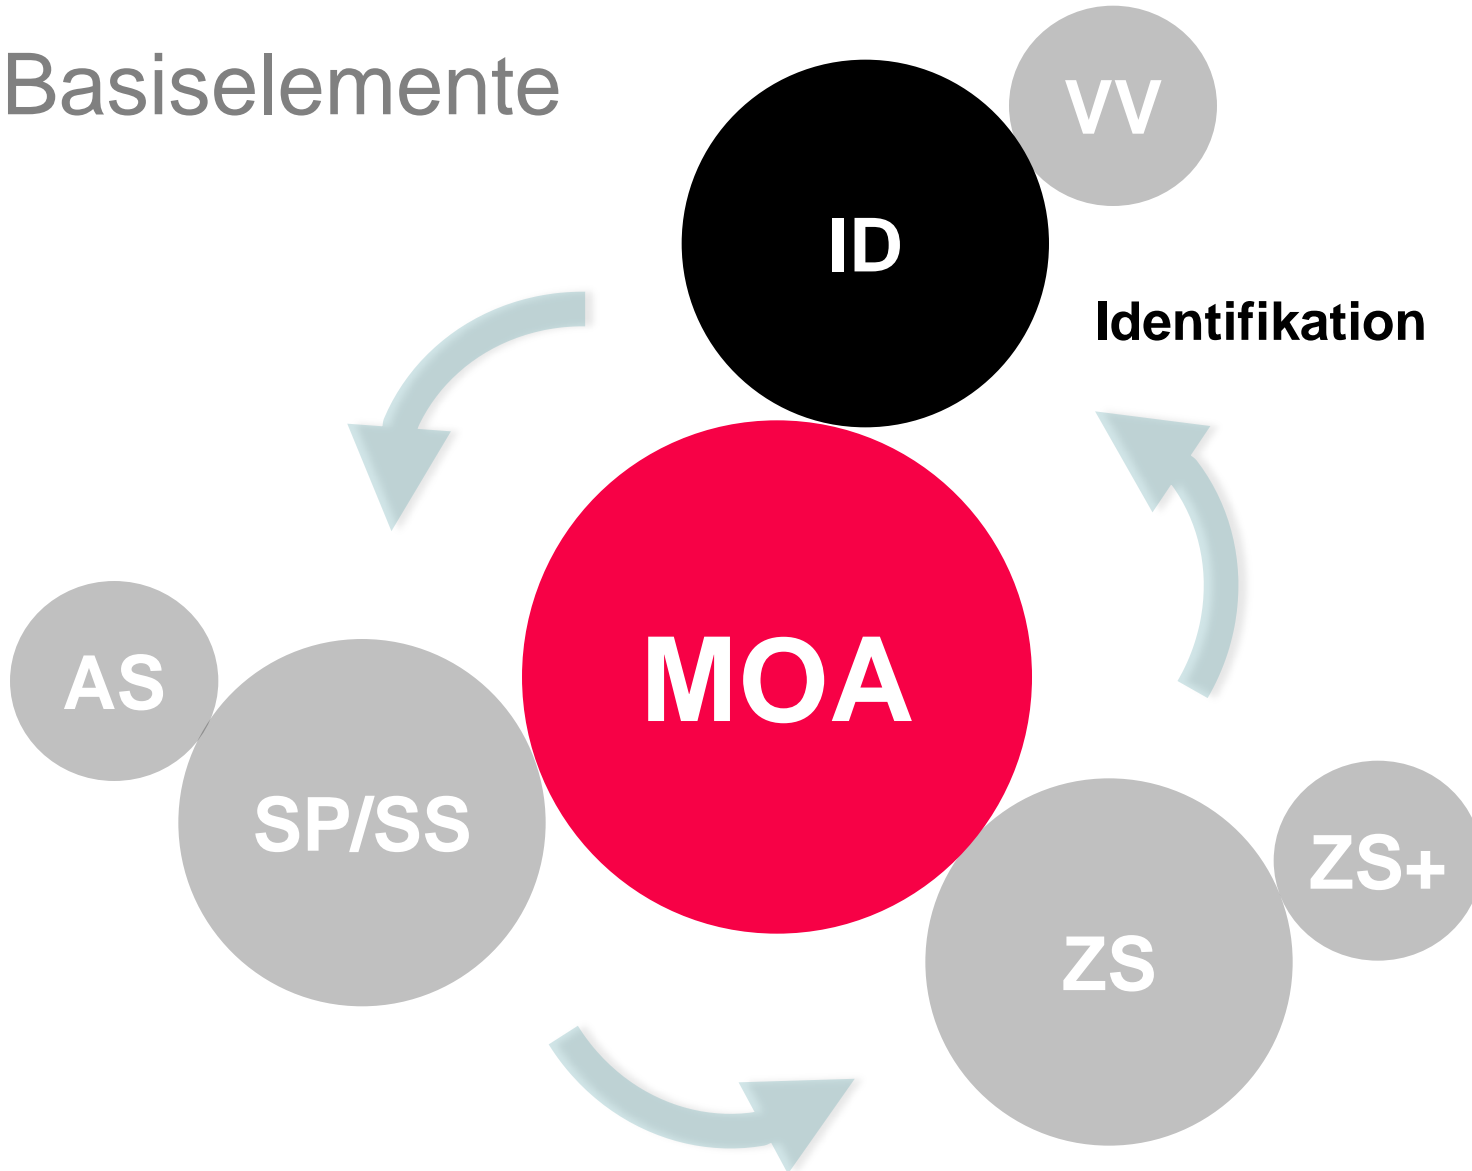 Basiselemente
VV
ID
Identifikation
MOA
AS
SP/SS
ZS+
ZS